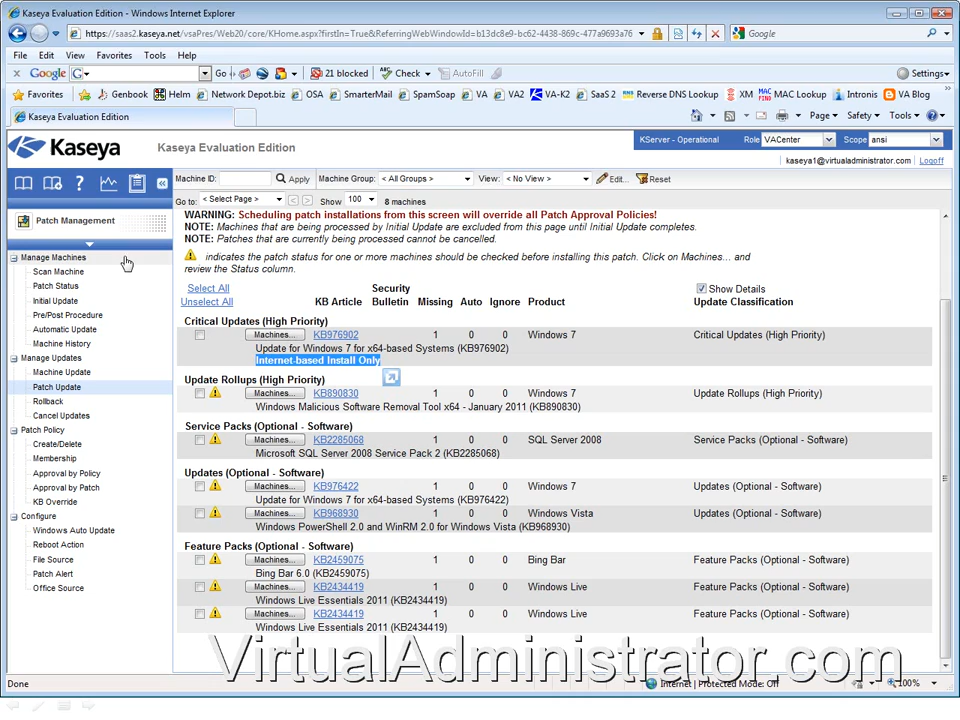 Kaseya Evaluation Edition - Windows Internet Explorer
https://saas2.kaseya.net/vsaPres/Web20/core/KHome.aspx?firstIn=True&ReferringWebWindowId=b13dc8e9-bc62-4438-869c-477a9693a76
Google
File Edit View Favorites Tools Help
x Google G Go 21 blocked Check AutoFill Settings
Favorites Genbook Helm Network Depot.biz OSA SmarterMail SpamSoap VA VA2 VA-K2 SaaS 2 Reverse DNS Lookup XM MAC Lookup Intronis VA Blog
Kaseya Evaluation Edition Page Safety Tools
Kaseya Kaseya Evaluation Edition KServer - Operational Role VACenter Scope ansi
kaseya1@virtualadministrator.com Logoff
Machine ID: Apply Machine Group: < All Groups > View: < No View > Edit... Reset
Go to: < Select Page > Show 100 8 machines
Patch Management
Manage Machines
Scan Machine
Patch Status
Initial Update
Pre/Post Procedure
Automatic Update
Machine History
Manage Updates
Machine Update
Patch Update
Rollback
Cancel Updates
Patch Policy
Create/Delete
Membership
Approval by Policy
Approval by Patch
KB Override
Configure
Windows Auto Update
Reboot Action
File Source
Patch Alert
Office Source
WARNING: Scheduling patch installations from this screen will override all Patch Approval Policies!
NOTE: Machines that are being processed by Initial Update are excluded from this page until Initial Update completes.
NOTE: Patches that are currently being processed cannot be cancelled.
indicates the patch status for one or more machines should be checked before installing this patch. Click on Machines... and
review the Status column.
Select All Security Show Details
Unselect All KB Article Bulletin Missing Auto Ignore Product Update Classification
Critical Updates (High Priority)
Machines... KB976902 1 0 0 Windows 7 Critical Updates (High Priority)
Update for Windows 7 for x64-based Systems (KB976902)
Internet-based Install Only
Update Rollups (High Priority)
Machines... KB890830 1 0 0 Windows 7 Update Rollups (High Priority)
Windows Malicious Software Removal Tool x64 - January 2011 (KB890830)
Service Packs (Optional - Software)
Machines... KB2285068 1 0 0 SQL Server 2008 Service Packs (Optional - Software)
Microsoft SQL Server 2008 Service Pack 2 (KB2285068)
Updates (Optional - Software)
Machines... KB976422 1 0 0 Windows 7 Updates (Optional - Software)
Update for Windows 7 for x64-based Systems (KB976422)
Machines... KB968930 1 0 0 Windows Vista Updates (Optional - Software)
Windows PowerShell 2.0 and WinRM 2.0 for Windows Vista (KB968930)
Feature Packs (Optional - Software)
Machines... KB2459075 1 0 0 Bing Bar Feature Packs (Optional - Software)
Bing Bar 6.0 (KB2459075)
Machines... KB2434419 1 0 0 Windows Live Feature Packs (Optional - Software)
Windows Live Essentials 2011 (KB2434419)
Machines... KB2434419 1 0 0 Windows Live Feature Packs (Optional - Software)
Windows Live Essentials 2011 (KB2434419)
VirtualAdministrator.com
Done Internet | Protected Mode: Off 100%